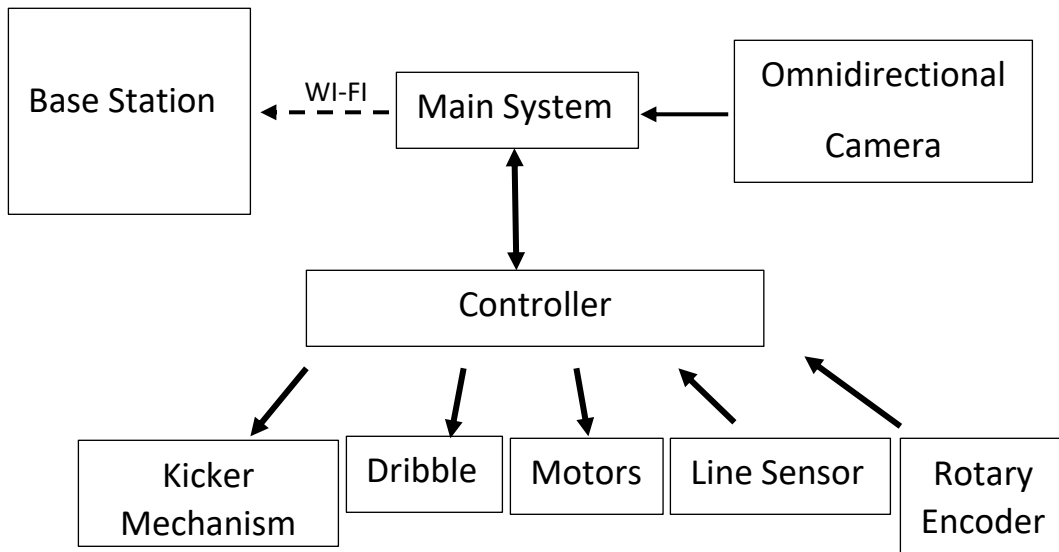 Base Station
WI-FI
Main System
Omnidirectional
Camera
Controller
Kicker
Mechanism
Dribble
Motors
Line Sensor
Rotary
Encoder